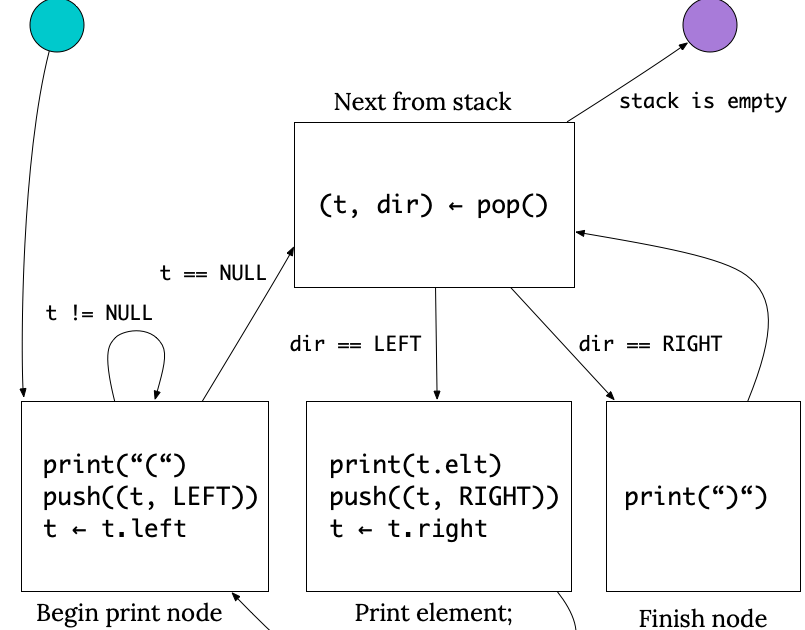 stack is empty
Next from stack
(t, dir) ← pop()
t == NULL
t != NULL
dir == LEFT
dir == RIGHT
print(“(“)
push((t, LEFT))
t ← t.left
print(t.elt)
push((t, RIGHT))
t ← t.right
print(“)“)
Begin print node
Print element;
Finish node